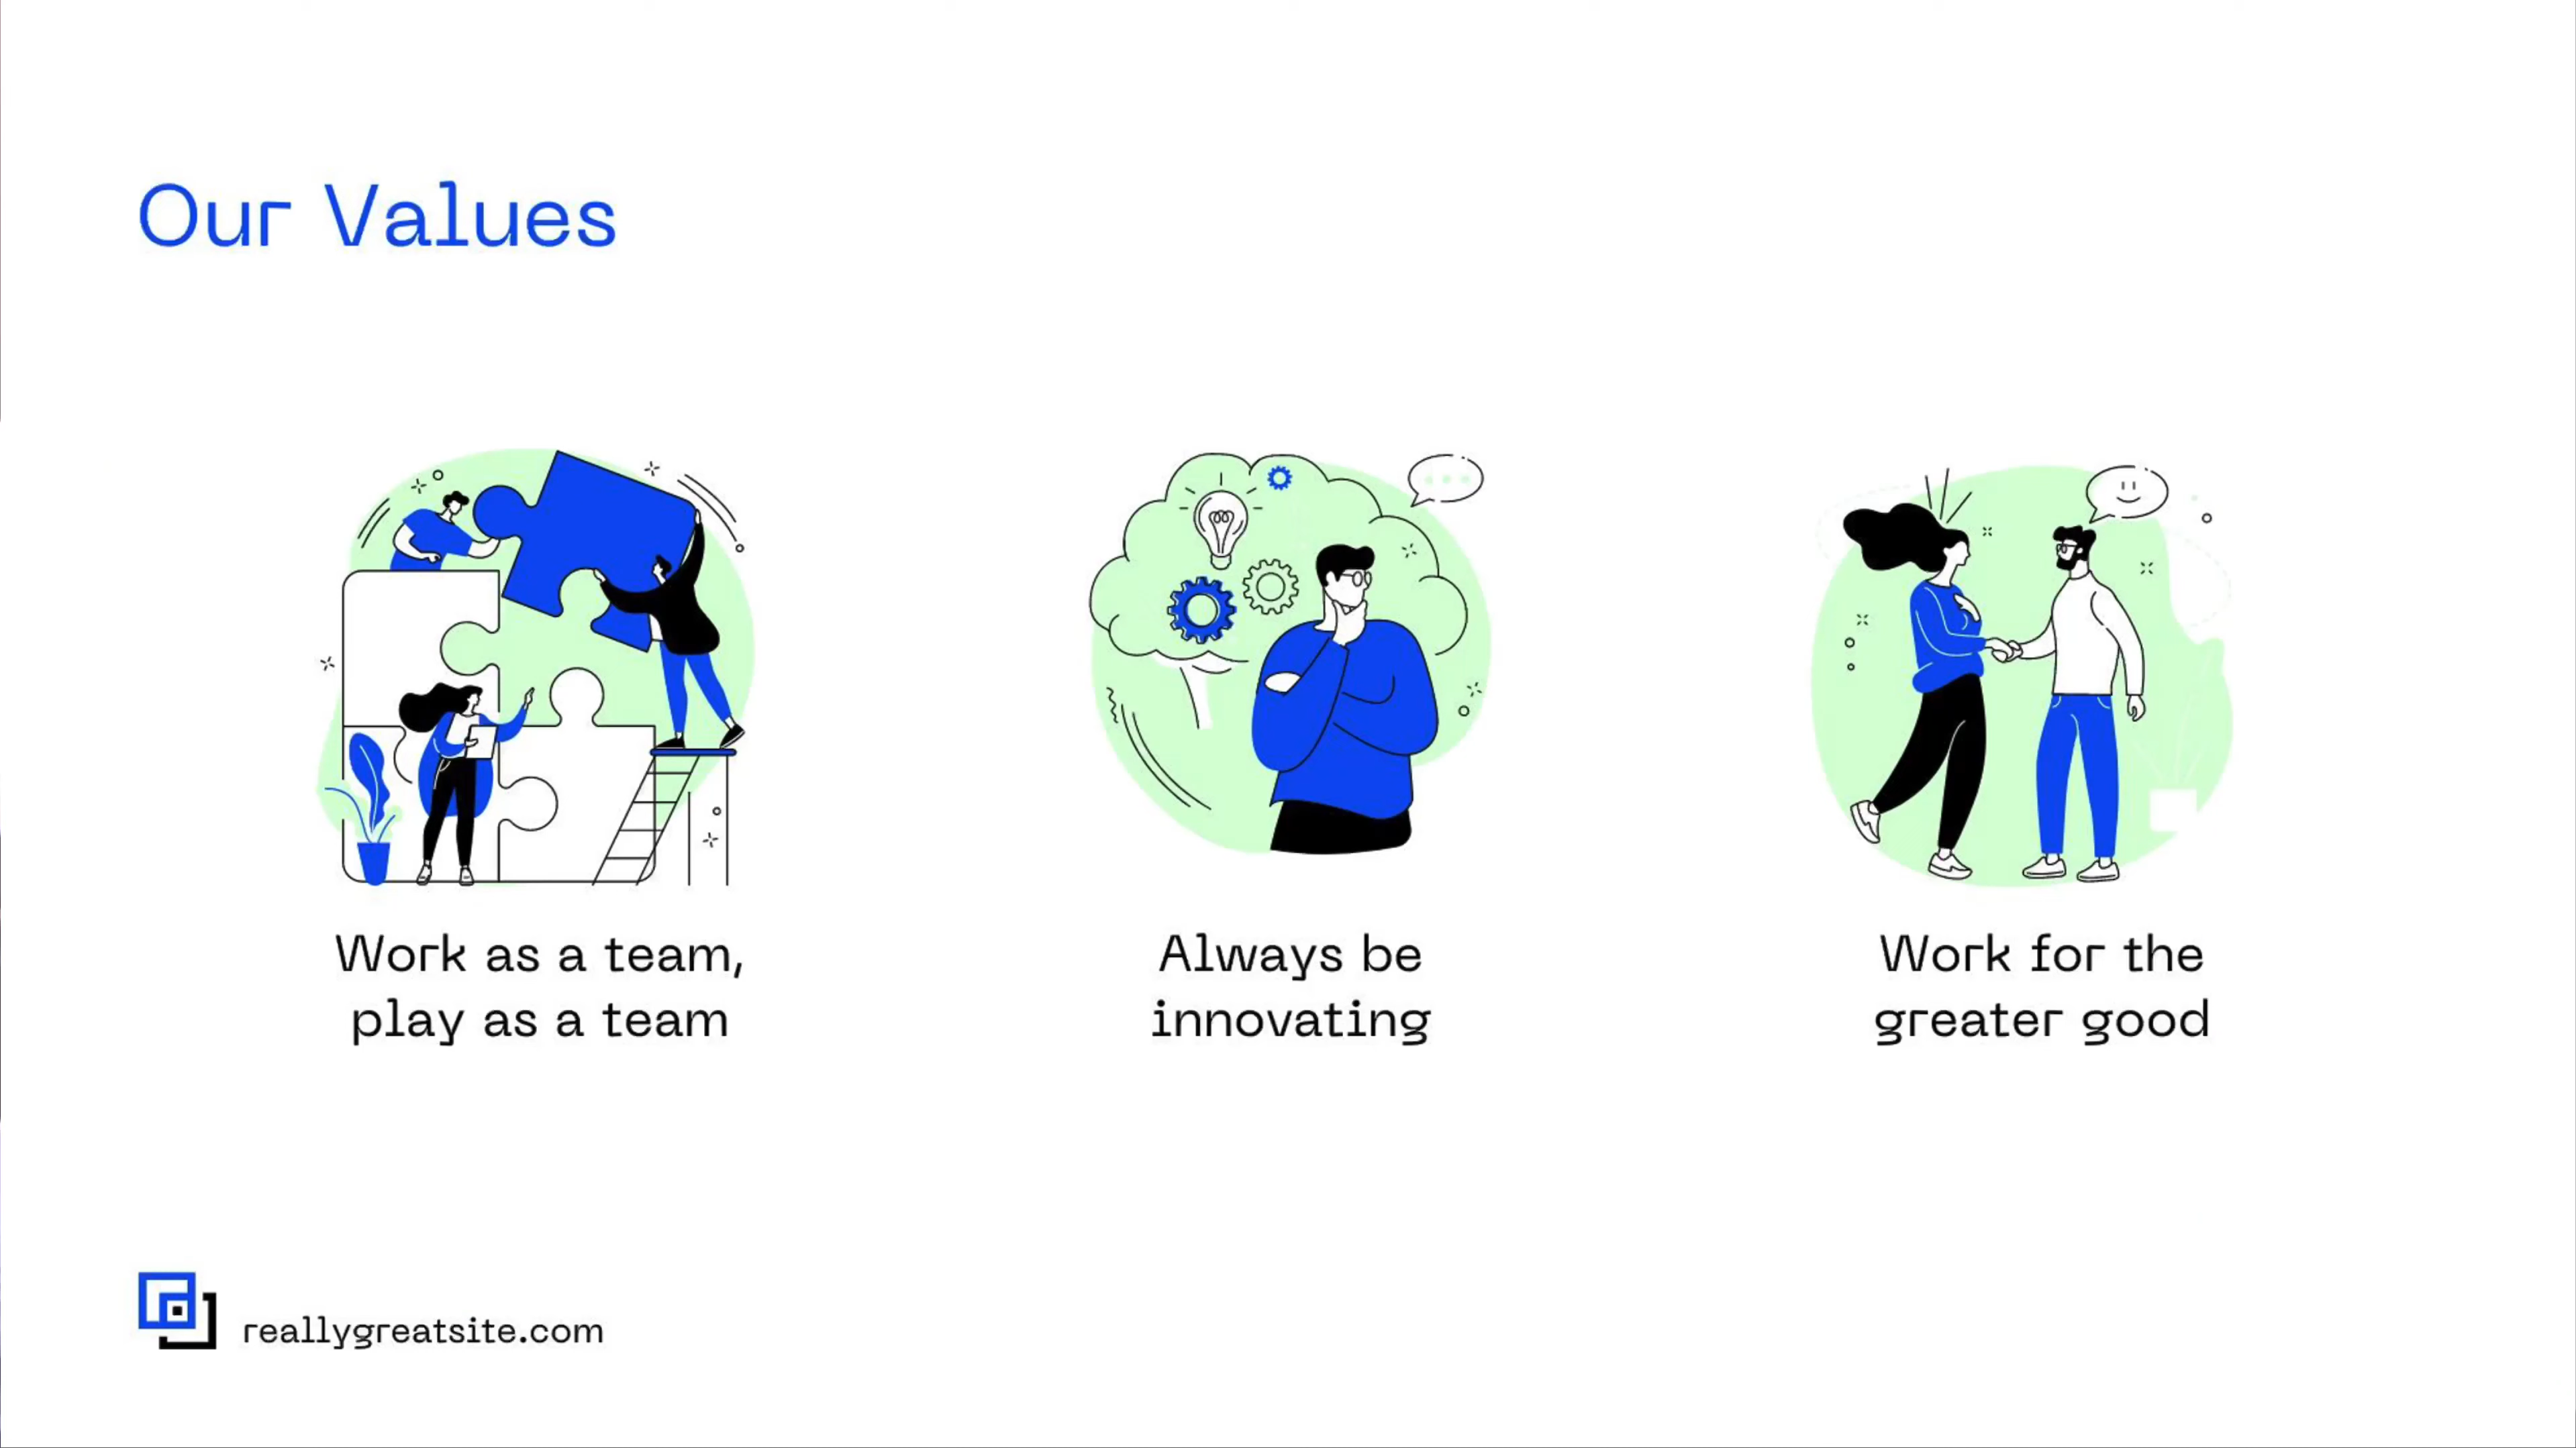 Our Values
Work as a team,
play as a team
Always be
innovating
Work for the
greater good
reallygreatsite.com